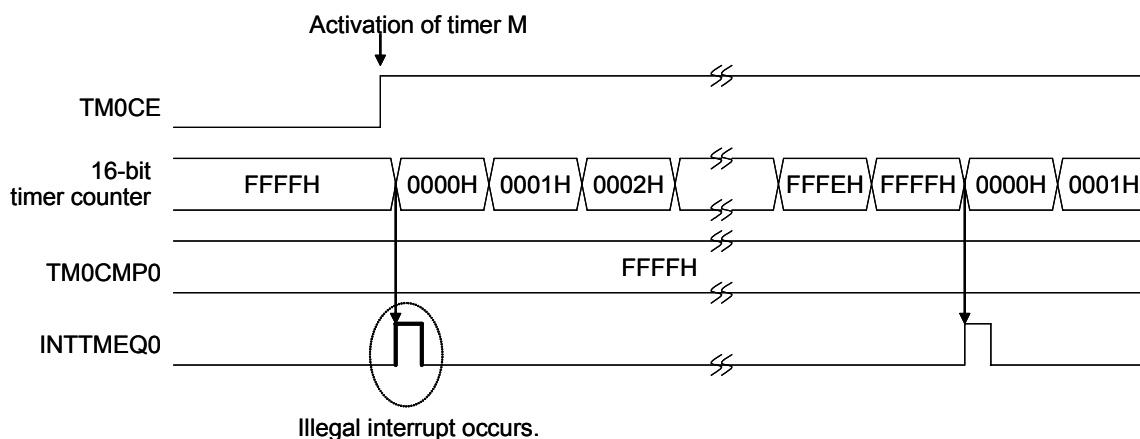 Activation of timer M
TM0CE
16-bit
timer counter
FFFFH 0000H 0001H 0002H FFFEH FFFFH 0000H 0001H
TM0CMP0
FFFFH
INTTMEQ0
Illegal interrupt occurs.